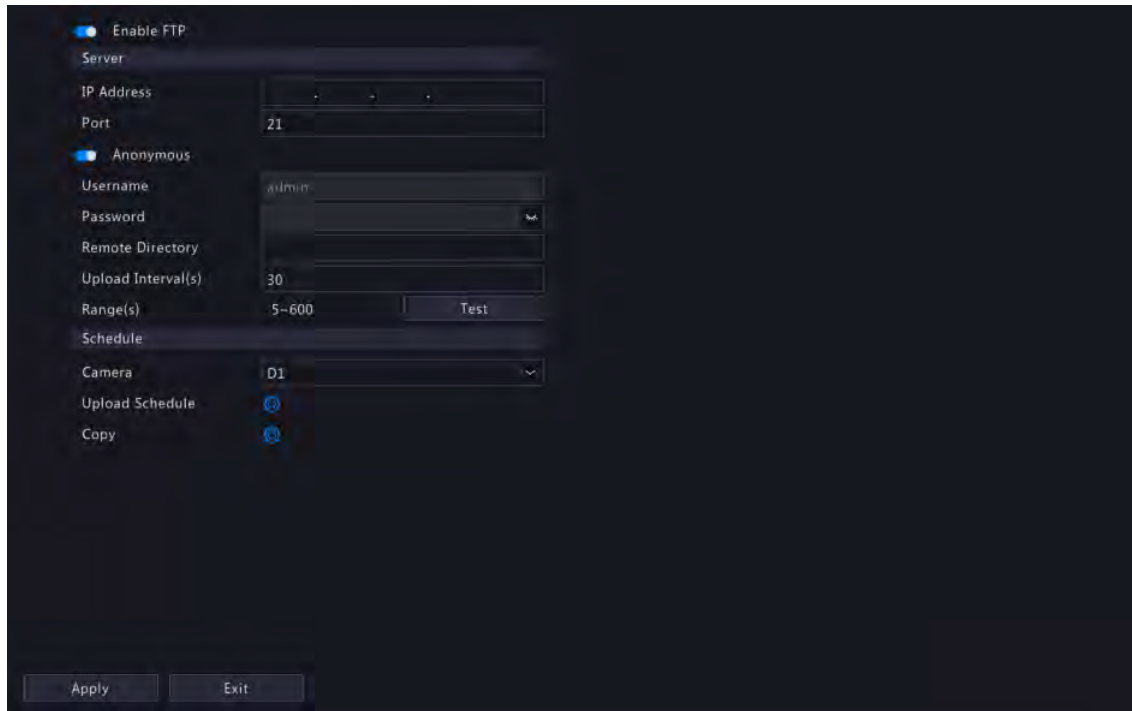 Enable FTP
Server
IP Address . . .
Port 21
Anonymous
Username admin
Password
Remote Directory
Upload Interval(s) 30
Range(s) 5~600 Test
Schedule
Camera D1
Upload Schedule
Copy
Apply Exit